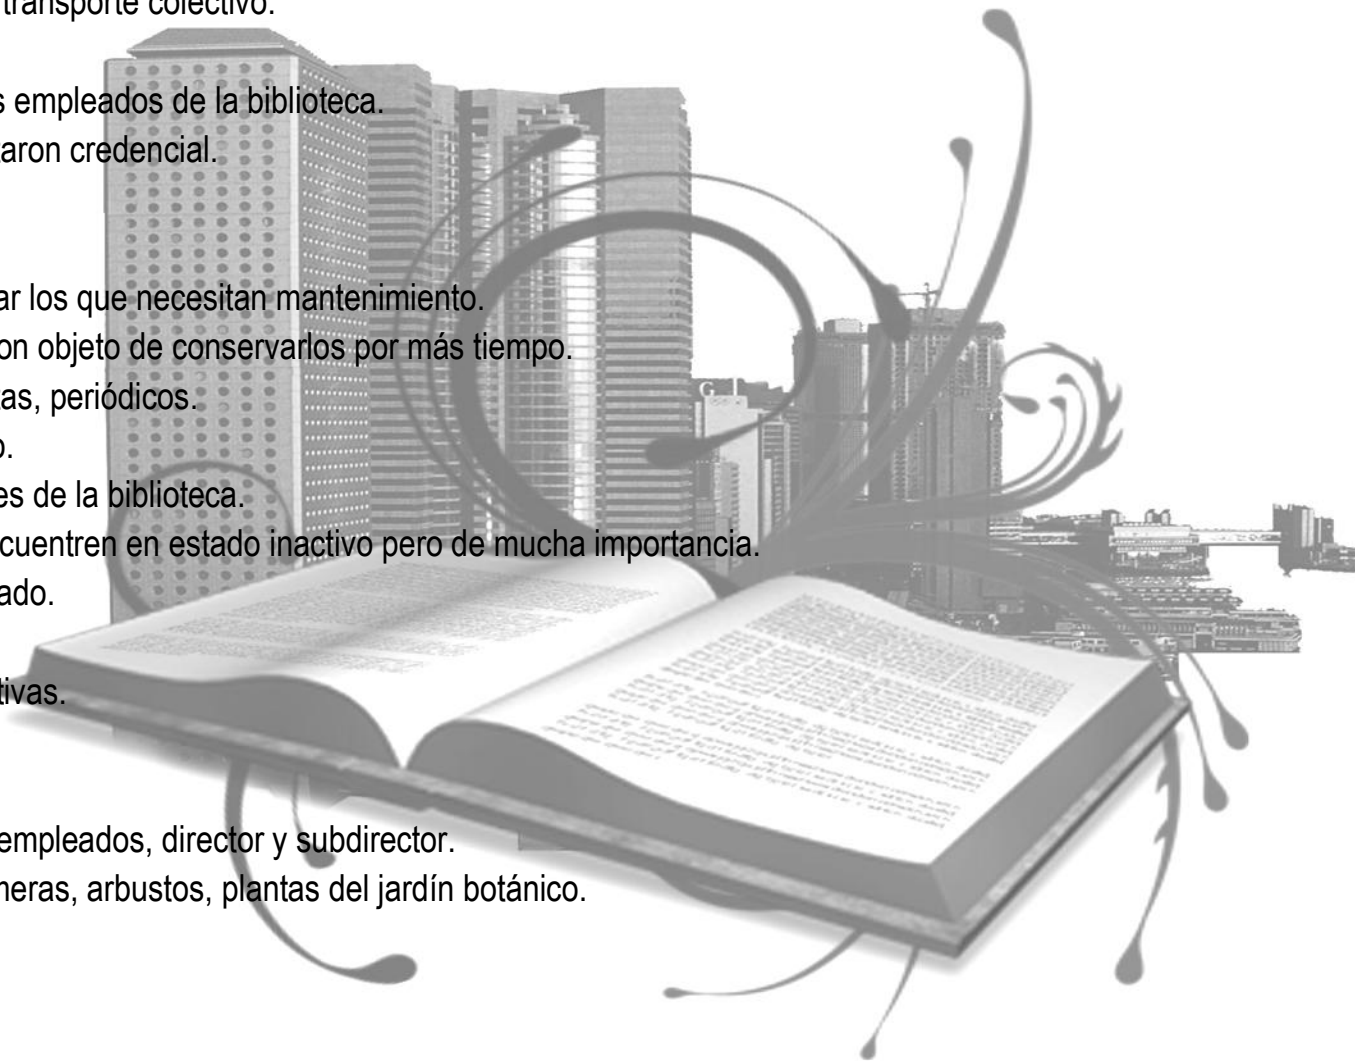 transporte colectivo.
empleados de la biblioteca.
taron credencial.
ar los que necesitan mantenimiento.
on objeto de conservarlos por más tiempo.
tas, periódicos.
o.
es de la biblioteca.
cuentren en estado inactivo pero de mucha importancia.
ado.
tivas.
empleados, director y subdirector.
neras, arbustos, plantas del jardín botánico.